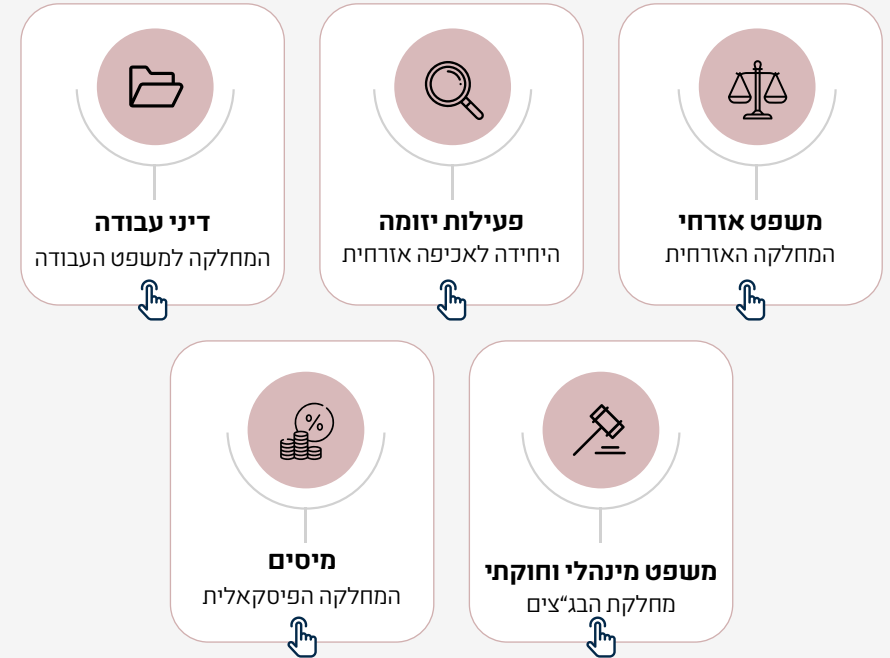 משפט אזרחי
המחלקה האזרחית
פעילות יזומה
היחידה לאכיפה אזרחית
דיני עבודה
המחלקה למשפט העבודה
משפט מינהלי וחוקתי
מחלקת הבג“צים
מיסים
המחלקה הפיסקאלית
%